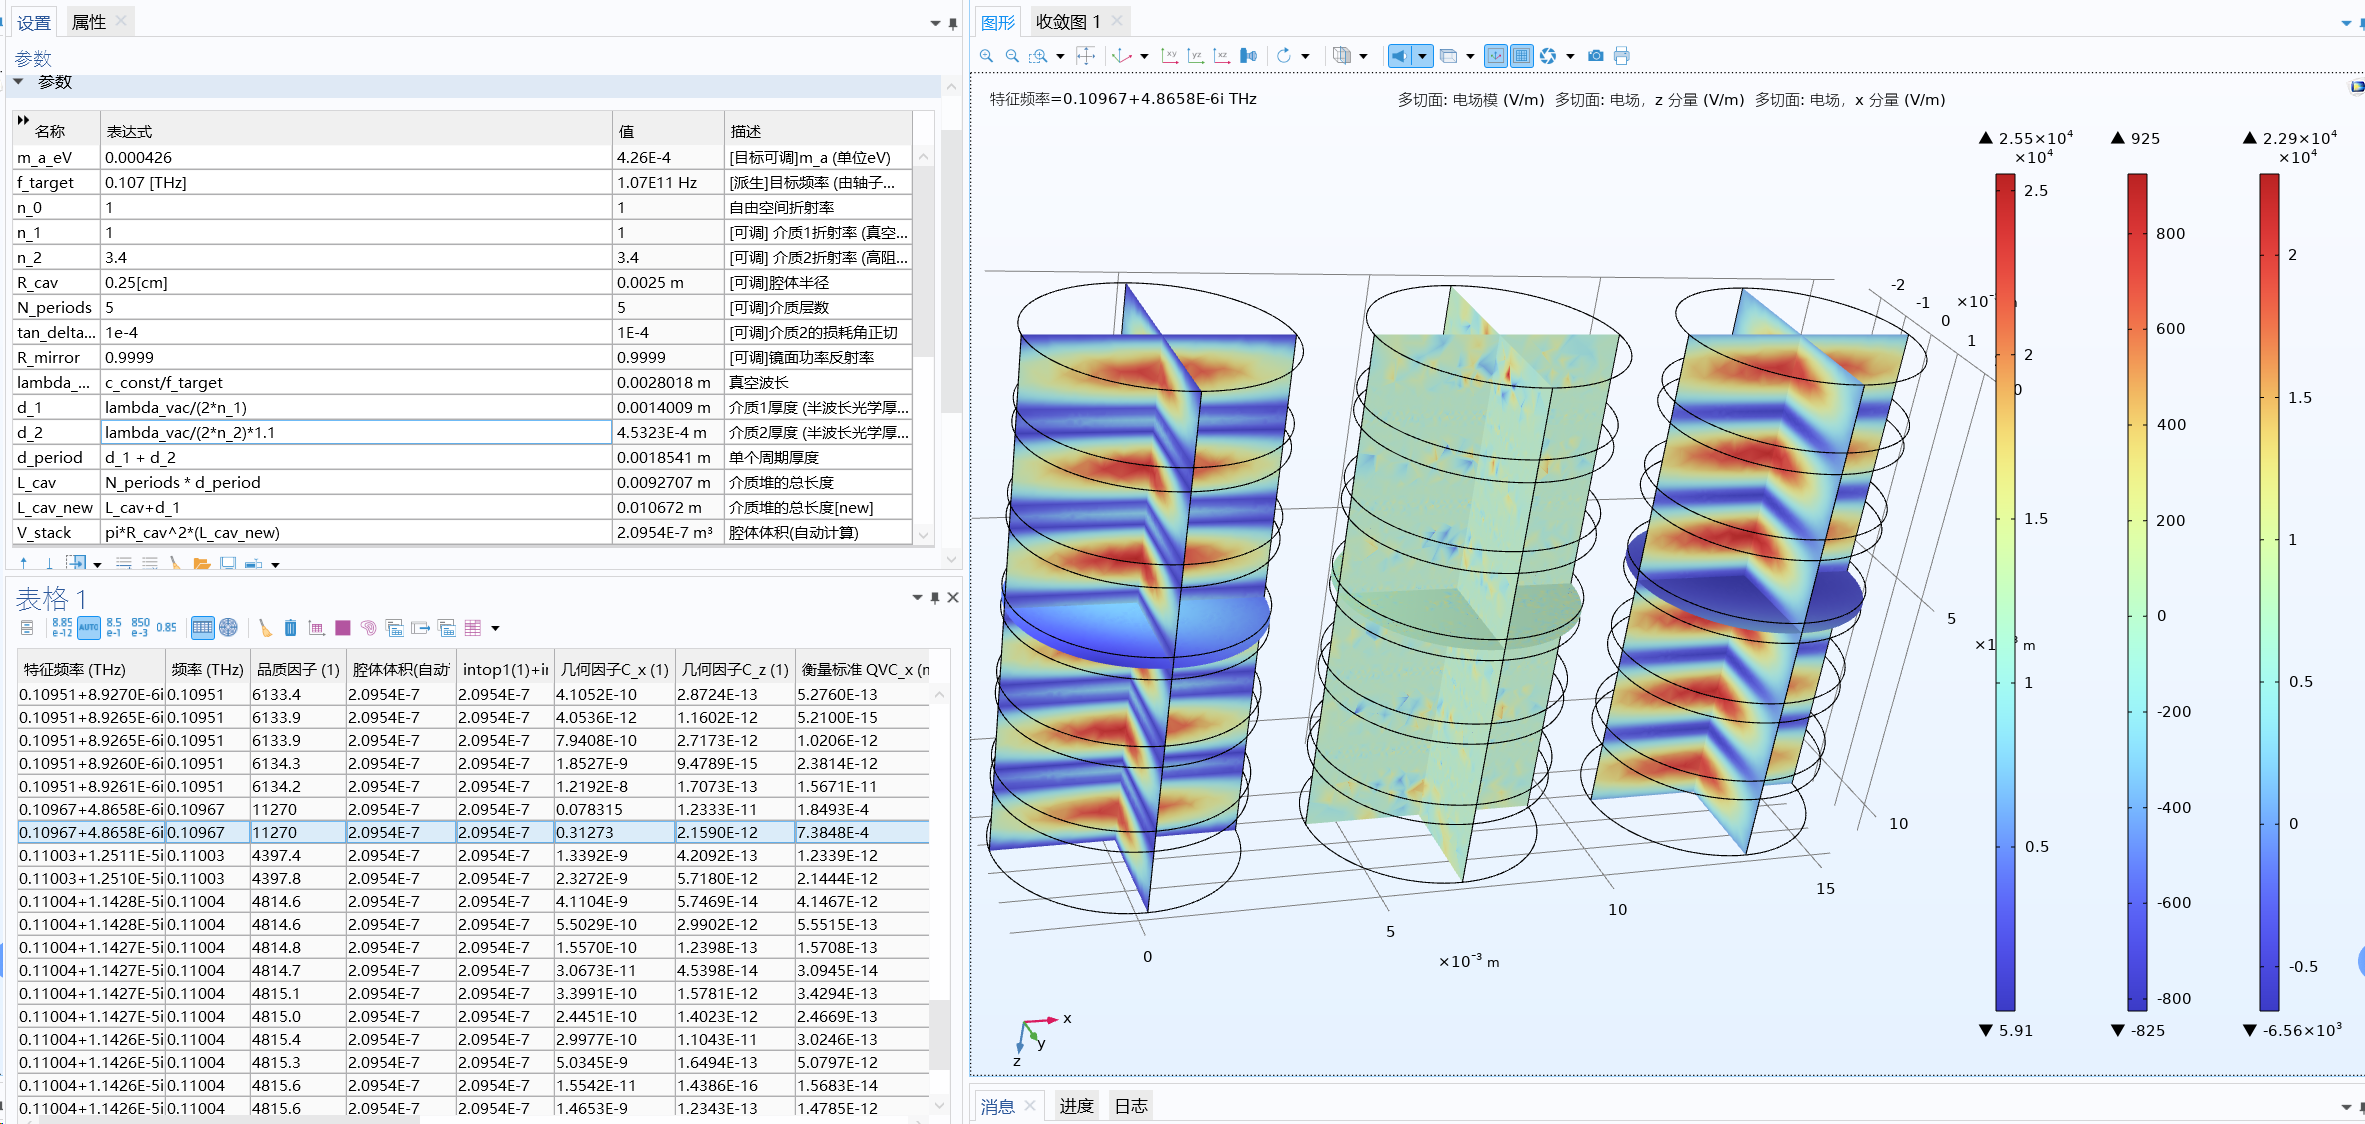 设置 属性
参数
参数
名称 表达式 值 描述
m_a_eV 0.000426 4.26E-4 [目标可调]m_a (单位eV)
f_target 0.107 [THz] 1.07E11 Hz [派生]目标频率 (由轴子...
n_0 1 1 自由空间折射率
n_1 1 1 [可调] 介质1折射率 (真空...
n_2 3.4 3.4 [可调] 介质2折射率 (高阻...
R_cav 0.25[cm] 0.0025 m [可调]腔体半径
N_periods 5 5 [可调]介质层数
tan_delta... 1e-4 1E-4 [可调]介质2的损耗角正切
R_mirror 0.9999 0.9999 [可调]镜面功率反射率
lambda_... c_const/f_target 0.0028018 m 真空波长
d_1 lambda_vac/(2*n_1) 0.0014009 m 介质1厚度 (半波长光学厚...
d_2 lambda_vac/(2*n_2)*1.1 4.5323E-4 m 介质2厚度 (半波长光学厚...
d_period d_1 + d_2 0.0018541 m 单个周期厚度
L_cav N_periods * d_period 0.0092707 m 介质堆的总长度
L_cav_new L_cav+d_1 0.010672 m 介质堆的总长度[new]
V_stack pi*R_cav^2*(L_cav_new) 2.0954E-7 m³ 腔体体积(自动计算)
表格 1
8.85 e-12 AUTO 8.5 e-1 850 e-3 0.85
特征频率 (THz) 频率 (THz) 品质因子 (1) 腔体体积(自动 intop1(1)+i 几何因子C_x (1) 几何因子C_z (1) 衡量标准 QVC_x (
0.10951+8.9270E-6i 0.10951 6133.4 2.0954E-7 2.0954E-7 4.1052E-10 2.8724E-13 5.2760E-13
0.10951+8.9265E-6i 0.10951 6133.9 2.0954E-7 2.0954E-7 4.0536E-12 1.1602E-12 5.2100E-15
0.10951+8.9265E-6i 0.10951 6133.9 2.0954E-7 2.0954E-7 7.9408E-10 2.7173E-12 1.0206E-12
0.10951+8.9260E-6i 0.10951 6134.3 2.0954E-7 2.0954E-7 1.8527E-9 9.4789E-15 2.3814E-12
0.10951+8.9261E-6i 0.10951 6134.2 2.0954E-7 2.0954E-7 1.2192E-8 1.7073E-13 1.5671E-11
0.10967+4.8658E-6i 0.10967 11270 2.0954E-7 2.0954E-7 0.078315 1.2333E-11 1.8493E-4
0.10967+4.8658E-6i 0.10967 11270 2.0954E-7 2.0954E-7 0.31273 2.1590E-12 7.3848E-4
0.11003+1.2511E-5i 0.11003 4397.4 2.0954E-7 2.0954E-7 1.3392E-9 4.2092E-13 1.2339E-12
0.11003+1.2510E-5i 0.11003 4397.8 2.0954E-7 2.0954E-7 2.3272E-9 5.7180E-12 2.1444E-12
0.11004+1.1428E-5i 0.11004 4814.6 2.0954E-7 2.0954E-7 4.1104E-9 5.7469E-14 4.1467E-12
0.11004+1.1428E-5i 0.11004 4814.6 2.0954E-7 2.0954E-7 5.5029E-10 2.9902E-12 5.5515E-13
0.11004+1.1427E-5i 0.11004 4814.8 2.0954E-7 2.0954E-7 1.5570E-10 1.2398E-13 1.5708E-13
0.11004+1.1427E-5i 0.11004 4814.7 2.0954E-7 2.0954E-7 3.0673E-11 4.5398E-14 3.0945E-14
0.11004+1.1427E-5i 0.11004 4815.1 2.0954E-7 2.0954E-7 3.3991E-10 1.5781E-12 3.4294E-13
0.11004+1.1427E-5i 0.11004 4815.0 2.0954E-7 2.0954E-7 2.4451E-10 1.4023E-12 2.4669E-13
0.11004+1.1426E-5i 0.11004 4815.4 2.0954E-7 2.0954E-7 2.9977E-10 1.1043E-11 3.0246E-13
0.11004+1.1426E-5i 0.11004 4815.3 2.0954E-7 2.0954E-7 5.0345E-9 1.6494E-13 5.0797E-12
0.11004+1.1426E-5i 0.11004 4815.6 2.0954E-7 2.0954E-7 1.5542E-11 1.4386E-16 1.5683E-14
0.11004+1.1426E-5i 0.11004 4815.6 2.0954E-7 2.0954E-7 1.4653E-9 1.2343E-13 1.4785E-12
图形 收敛图 1
xy yz xz
特征频率=0.10967+4.8658E-6i THz 多切面: 电场模 (V/m) 多切面: 电场, z 分量 (V/m) 多切面: 电场, x 分量 (V/m)
▲ 2.55×10⁴ ▲ 925 ▲ 2.29×10⁴
×10⁴ ×10⁴
2.5
2
1.5
1
0.5
▼ 5.91
800
600
400
200
0
-200
-400
-600
-800
▼ -825
2
1.5
1
0.5
0
-0.5
▼ -6.56×10³
-2
-1
0
1
×10⁻
0
5
10
×1 ³ m
0
5
10
15
×10⁻³ m
x
y
z
消息 进度 日志